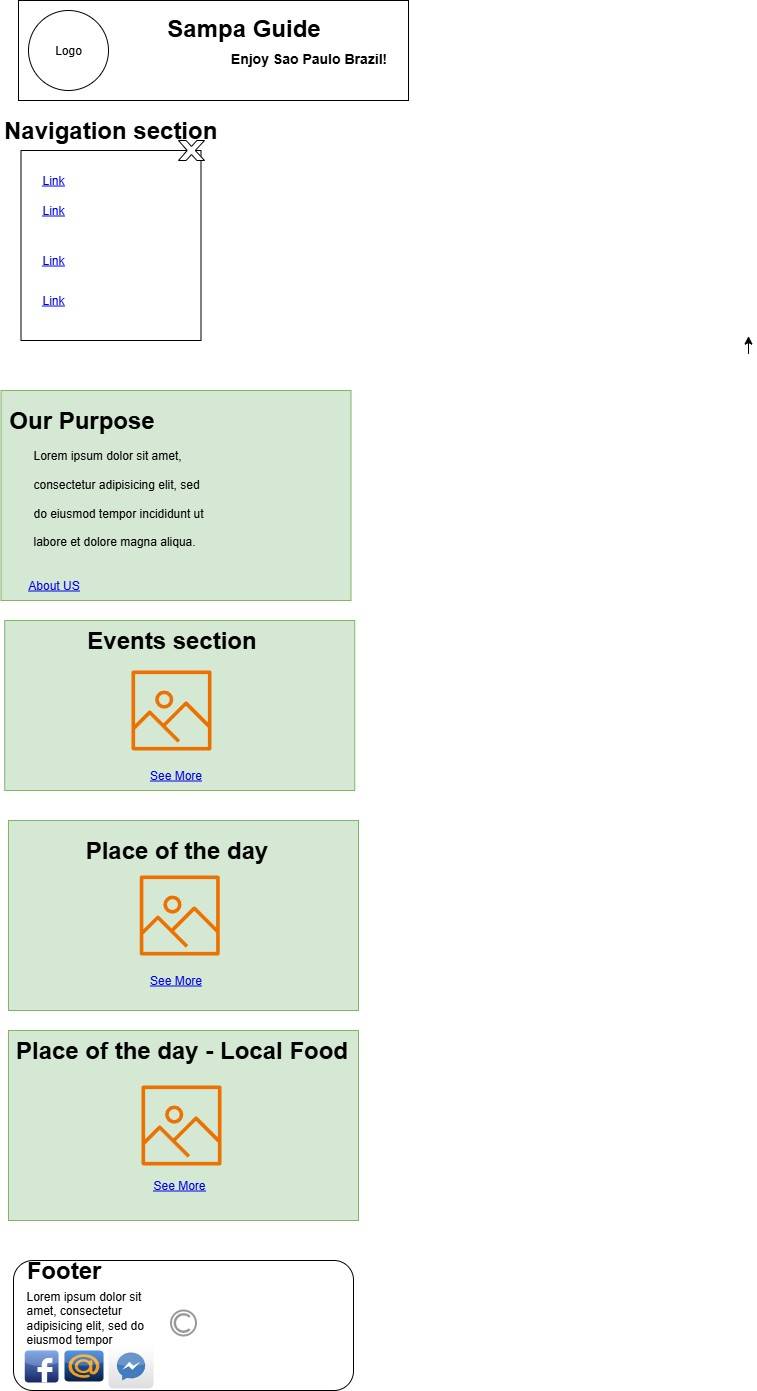 Logo
Sampa Guide
Enjoy Sao Paulo Brazil!
Navigation section
Link
Link
Link
Link
Our Purpose
Lorem ipsum dolor sit amet,
consectetur adipisicing elit, sed
do eiusmod tempor incididunt ut
labore et dolore magna aliqua.
About US
Events section
See More
Place of the day
See More
Place of the day - Local Food
See More
Footer
Lorem ipsum dolor sit
amet, consectetur
adipisicing elit, sed do
eiusmod tempor
©
f @